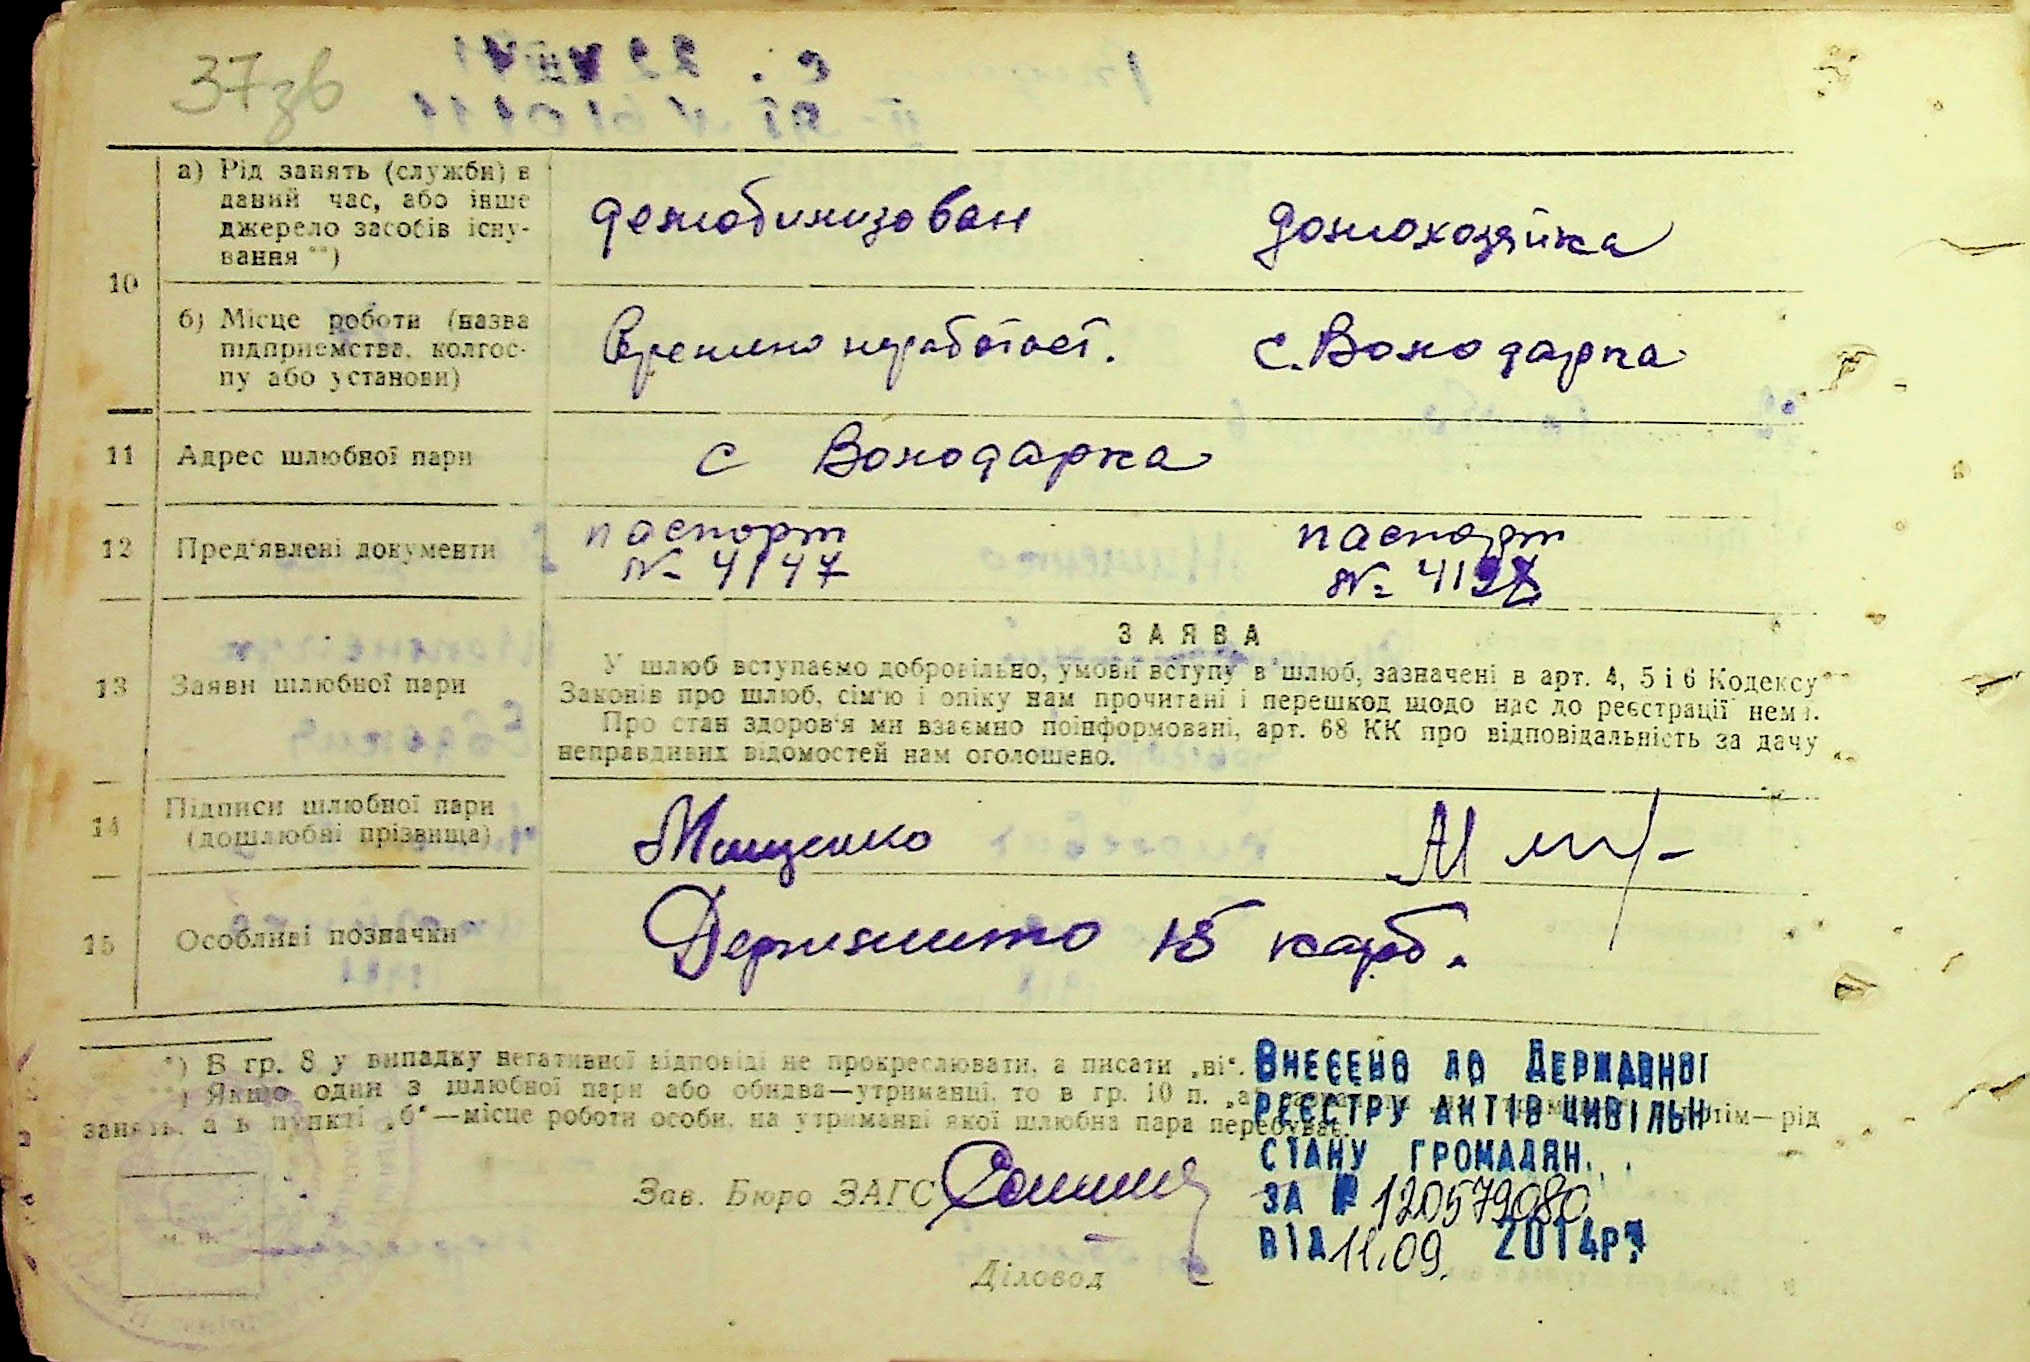 37зв
10
а) Рід занять (служби) в демобилизован домохозяйка
даний час, або інше
джерело засобів існу-
вання **)
б) Місце роботи (назва
підприємства, колгос-
пу або установи)
Временно неработает. с. Володарка
11 Адрес шлюбної пари с Володарка
12 Пред'явлені документи паспорт паспорт
№ 4147 №
ЗАЯВА
13 Заяви шлюбної пари
У шлюб вступаємо добровільно, умови вступу в шлюб, зазначені в арт. 4, 5 і 6 Кодексу
Законів про шлюб, сім'ю і опіку нам прочитані і перешкод щодо нас до реєстрації нема.
Про стан здоров'я ми взаємно поінформовані, арт. 68 КК про відповідальність за дачу
неправдивих відомостей нам оголошено.
14 Підписи шлюбної пари
(дошлюбні прізвища) Мищенко
15 Особливі позначки Держмито 15 карб.
*) В гр. 8 у випадку негативної відповіді не прокреслювати, а писати „ні“.
**) Якщо один з шлюбної пари або обидва—утриманці, то в гр. 10 п. „а“
занять, а в пункті „б“—місце роботи особи, на утриманні якої шлюбна пара перебуває.
рід
Внесено до Державної
реєстру актів цивільн
стану громадян.
за № 120579080
від 11.09. 2014р.
Зав. Бюро ЗАГС
Діловод
м. п.